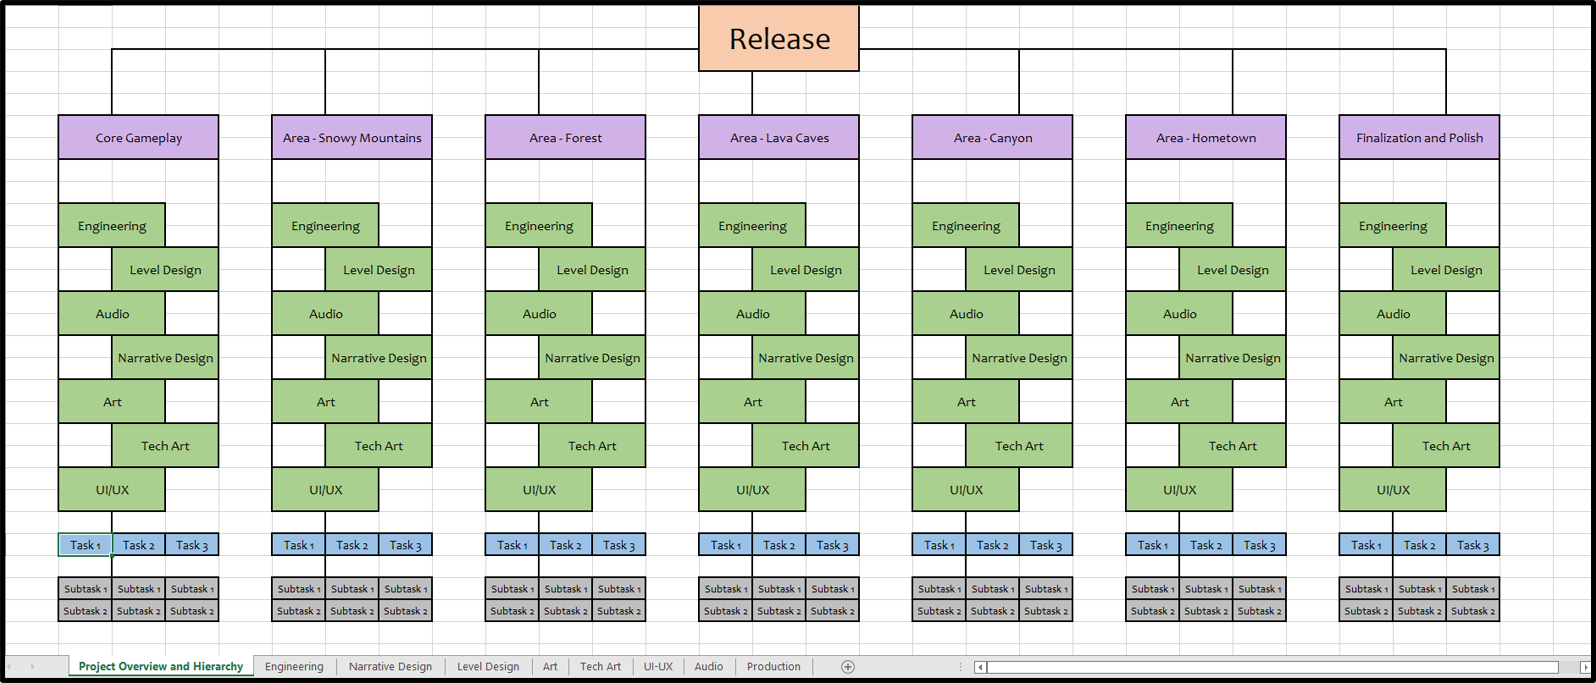 Release
Core Gameplay Area - Snowy Mountains Area - Forest Area - Lava Caves Area - Canyon Area - Hometown Finalization and Polish
Engineering Engineering Engineering Engineering Engineering Engineering Engineering
Level Design Level Design Level Design Level Design Level Design Level Design Level Design
Audio Audio Audio Audio Audio Audio Audio
Narrative Design Narrative Design Narrative Design Narrative Design Narrative Design Narrative Design Narrative Design
Art Art Art Art Art Art Art
Tech Art Tech Art Tech Art Tech Art Tech Art Tech Art Tech Art
UI/UX UI/UX UI/UX UI/UX UI/UX UI/UX UI/UX
Task 1 Task 2 Task 3 Task 1 Task 2 Task 3 Task 1 Task 2 Task 3 Task 1 Task 2 Task 3 Task 1 Task 2 Task 3 Task 1 Task 2 Task 3 Task 1 Task 2 Task 3
Subtask 1 Subtask 1 Subtask 1 Subtask 1 Subtask 1 Subtask 1 Subtask 1 Subtask 1 Subtask 1 Subtask 1 Subtask 1 Subtask 1 Subtask 1 Subtask 1 Subtask 1 Subtask 1 Subtask 1 Subtask 1 Subtask 1 Subtask 1 Subtask 1
Subtask 2 Subtask 2 Subtask 2 Subtask 2 Subtask 2 Subtask 2 Subtask 2 Subtask 2 Subtask 2 Subtask 2 Subtask 2 Subtask 2 Subtask 2 Subtask 2 Subtask 2 Subtask 2 Subtask 2 Subtask 2 Subtask 2 Subtask 2 Subtask 2
Project Overview and Hierarchy Engineering Narrative Design Level Design Art Tech Art UI-UX Audio Production